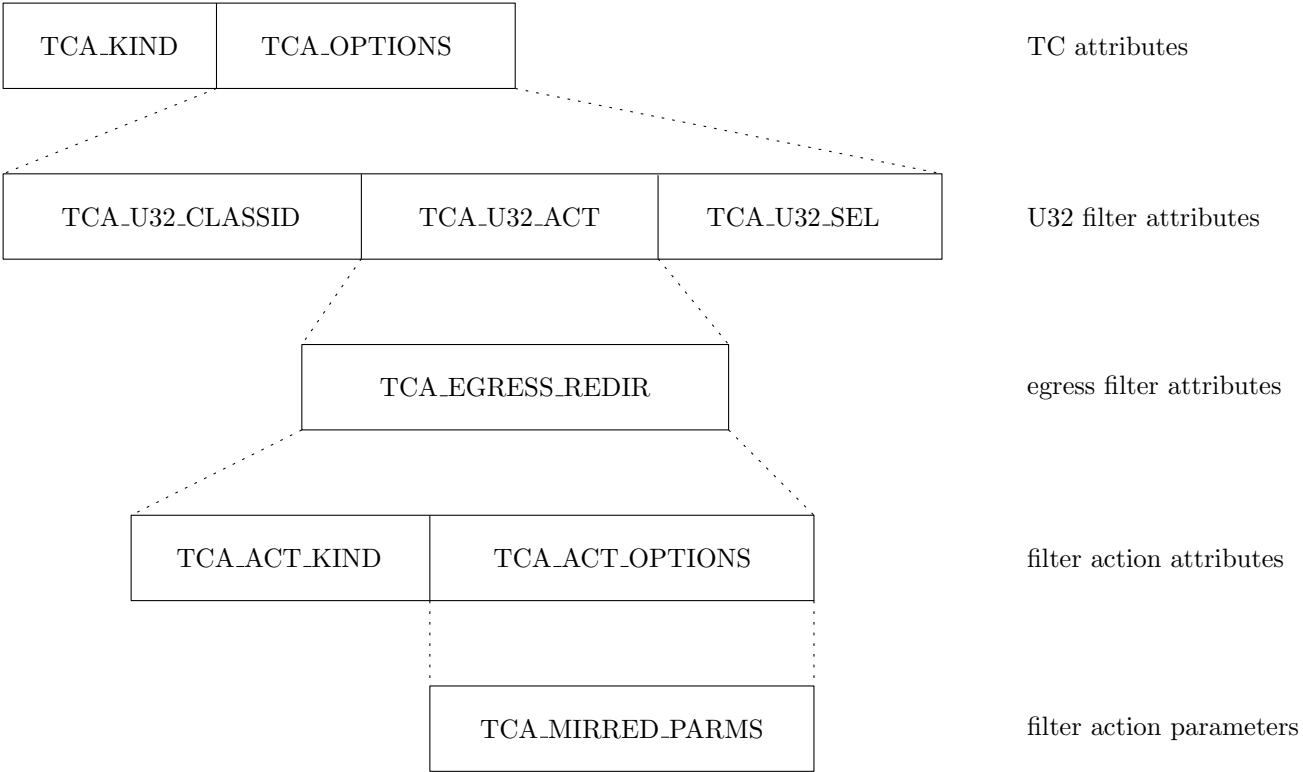 TCA_KIND TCA_OPTIONS TC attributes
TCA_U32_CLASSID TCA_U32_ACT TCA_U32_SEL U32 filter attributes
TCA_EGRESS_REDIR egress filter attributes
TCA_ACT_KIND TCA_ACT_OPTIONS filter action attributes
TCA_MIRRED_PARMS filter action parameters